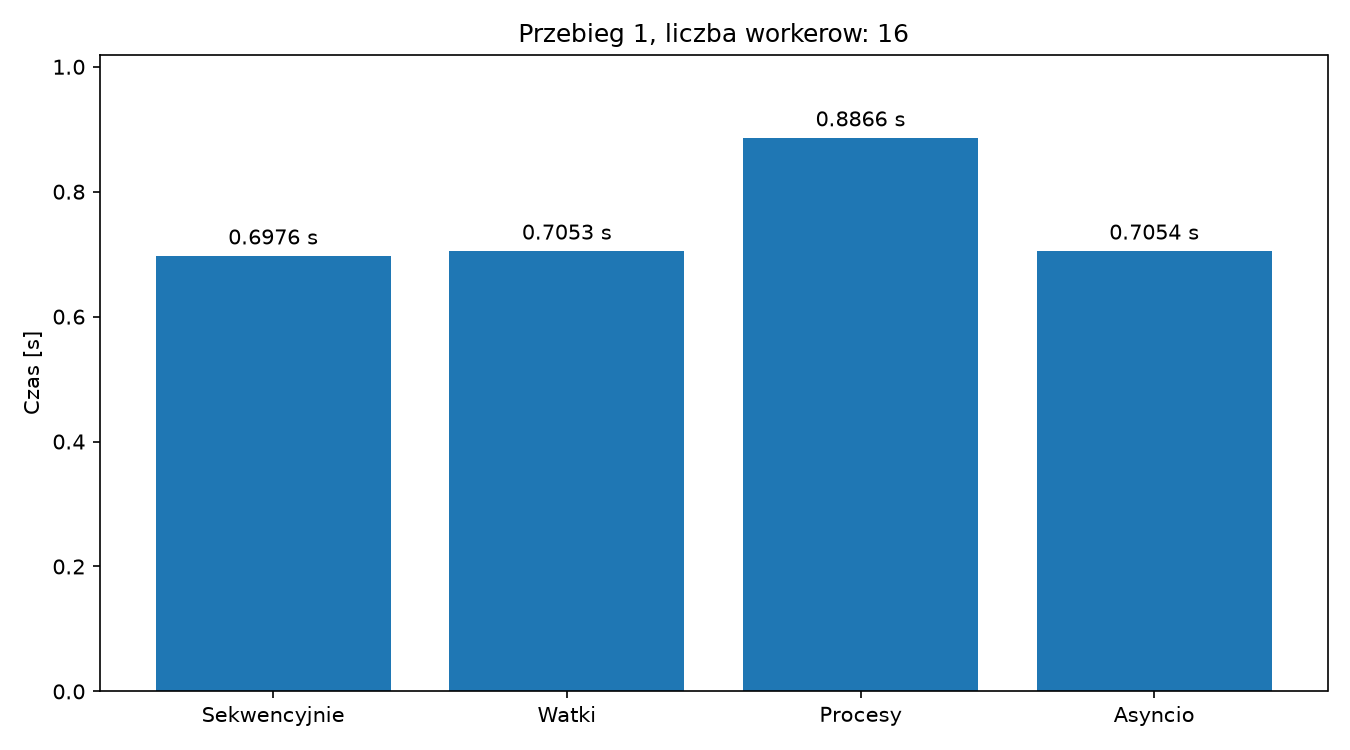 Przebieg 1, liczba workerow: 16
1.0
0.8
0.6
0.4
0.2
0.0
Czas [s]
0.6976 s
0.7053 s
0.8866 s
0.7054 s
Sekwencyjnie
Watki
Procesy
Asyncio